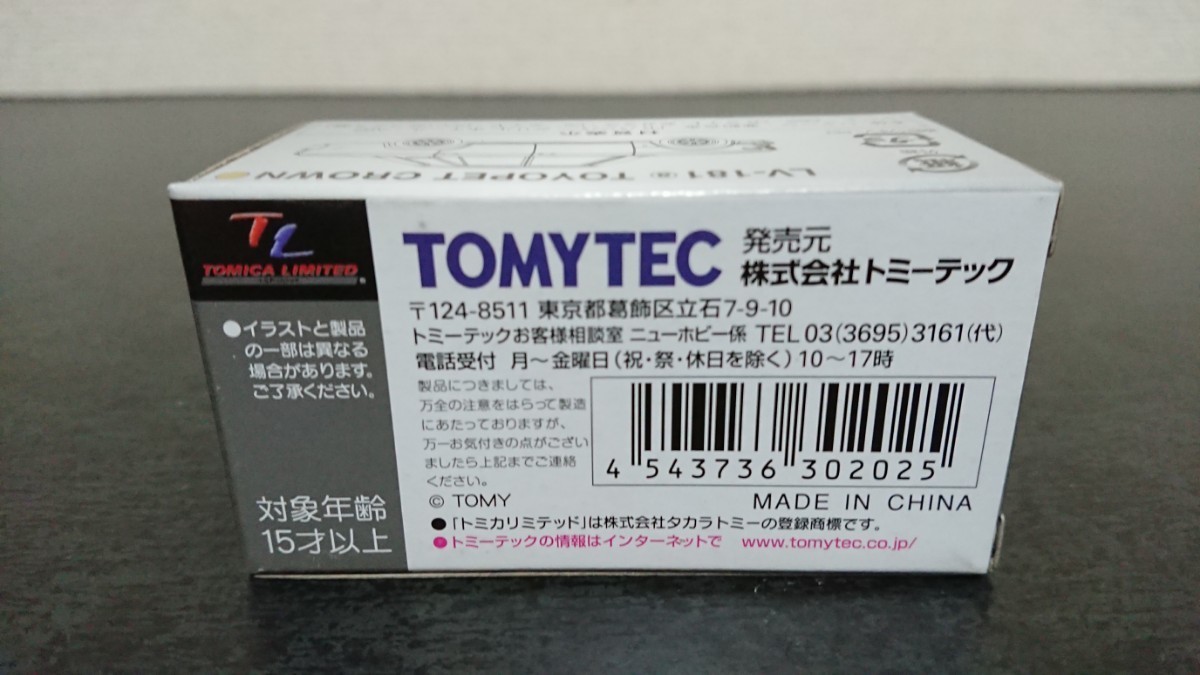 LV-181 a TOYOPET CROWN
TL
TOMICA LIMITED
●イラストと製品
の一部は異なる
場合があります。
ご了承ください。
対象年齢
15才以上
TOMYTEC 発売元
株式会社トミーテック
〒124-8511 東京都葛飾区立石7-9-10
トミーテックお客様相談室 ニューホビー係 TEL 03(3695)3161(代)
電話受付 月～金曜日(祝・祭・休日を除く)10～17時
製品につきましては、
万全の注意をはらって製造
にあたっておりますが、
万一お気付きの点がござい
ましたら上記までご連絡
ください。
4 543736 302025
© TOMY MADE IN CHINA
●「トミカリミテッド」は株式会社タカラトミーの登録商標です。
●トミーテックの情報はインターネットで www.tomytec.co.jp/